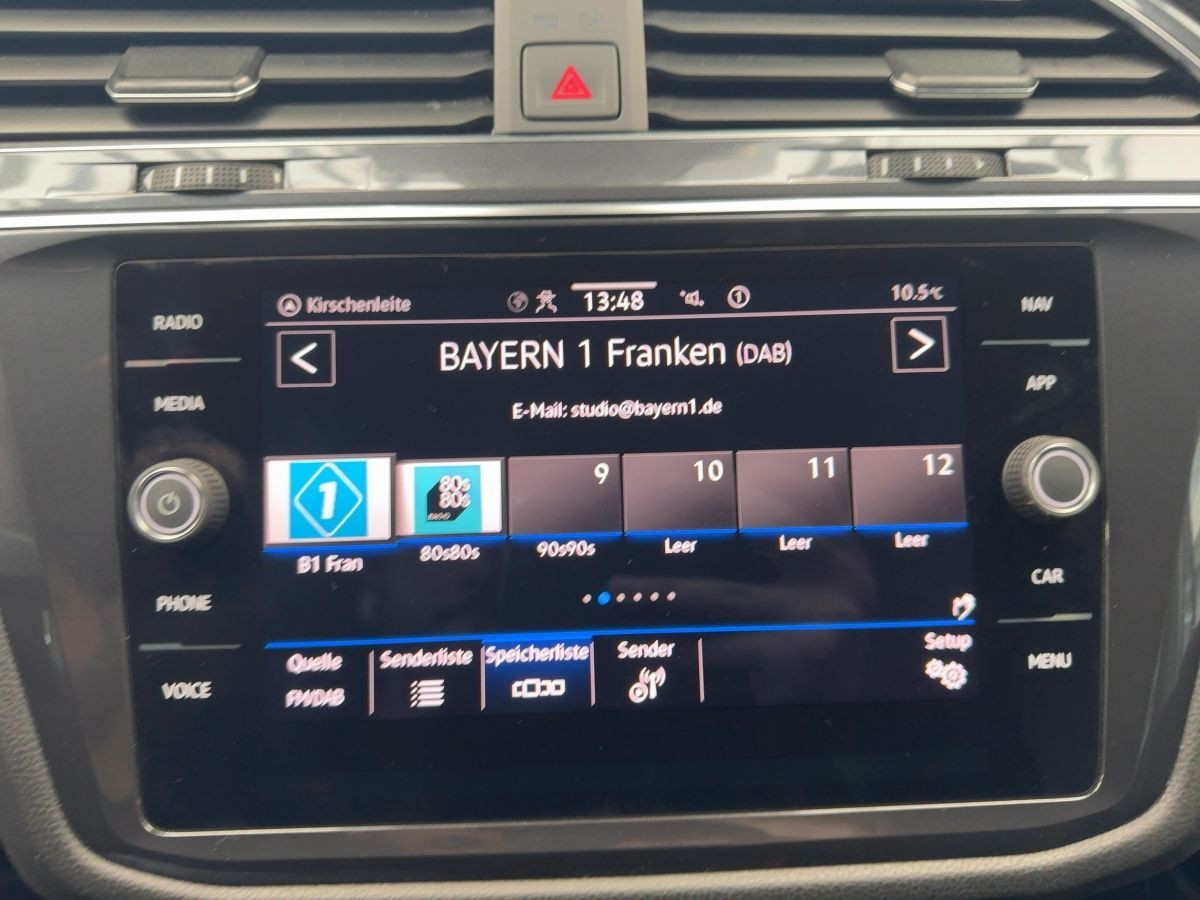 RADIO
MEDIA
PHONE
VOICE
Kirschenleite
13:48
1
10.5°C
<
BAYERN 1 Franken (DAB)
>
E-Mail: studio@bayern1.de
1
80s
80s
9
10
11
12
B1 Fran
80s80s
90s90s
Leer
Leer
Leer
Quelle
FM/DAB
Senderliste
Speicherliste
Sender
Setup
NAV
APP
CAR
MENU